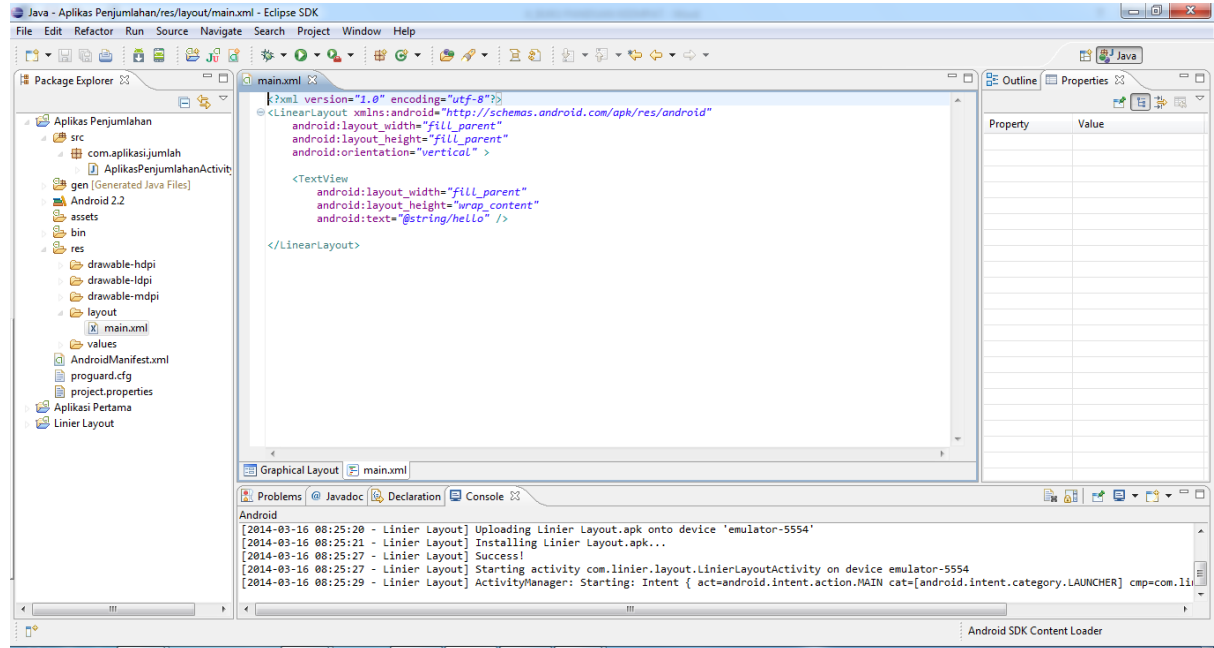 Java - Aplikas Penjumlahan/res/layout/main.xml - Eclipse SDK
File Edit Refactor Run Source Navigate Search Project Window Help
Java
Package Explorer
Aplikas Penjumlahan
src
com.aplikasi.jumlah
AplikasPenjumlahanActivity
gen [Generated Java Files]
Android 2.2
assets
bin
res
drawable-hdpi
drawable-ldpi
drawable-mdpi
layout
main.xml
values
AndroidManifest.xml
proguard.cfg
project.properties
Aplikasi Pertama
Linier Layout
main.xml
<?xml version="1.0" encoding="utf-8"?>
<LinearLayout xmlns:android="http://schemas.android.com/apk/res/android"
android:layout_width="fill_parent"
android:layout_height="fill_parent"
android:orientation="vertical" >
<TextView
android:layout_width="fill_parent"
android:layout_height="wrap_content"
android:text="@string/hello" />
</LinearLayout>
Graphical Layout main.xml
Outline Properties
Property Value
Problems @ Javadoc Declaration Console
Android
[2014-03-16 08:25:20 - Linier Layout] Uploading Linier Layout.apk onto device 'emulator-5554'
[2014-03-16 08:25:21 - Linier Layout] Installing Linier Layout.apk...
[2014-03-16 08:25:27 - Linier Layout] Success!
[2014-03-16 08:25:27 - Linier Layout] Starting activity com.linier.layout.LinierLayoutActivity on device emulator-5554
[2014-03-16 08:25:29 - Linier Layout] ActivityManager: Starting: Intent { act=android.intent.action.MAIN cat=[android.intent.category.LAUNCHER] cmp=com.li
Android SDK Content Loader